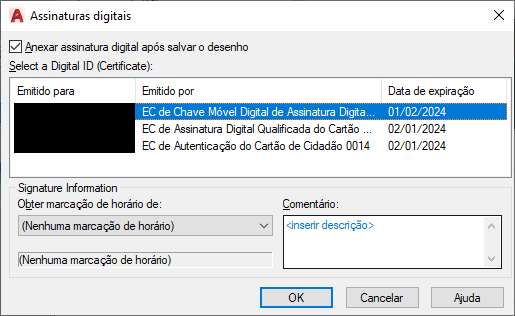 Assinaturas digitais
Anexar assinatura digital após salvar o desenho
Select a Digital ID (Certificate):
Emitido para Emitido por Data de expiração
EC de Chave Móvel Digital de Assinatura Digita... 01/02/2024
EC de Assinatura Digital Qualificada do Cartão ... 02/01/2024
EC de Autenticação do Cartão de Cidadão 0014 02/01/2024
Signature Information
Obter marcação de horário de: Comentário:
(Nenhuma marcação de horário) <inserir descrição>
(Nenhuma marcação de horário)
OK Cancelar Ajuda